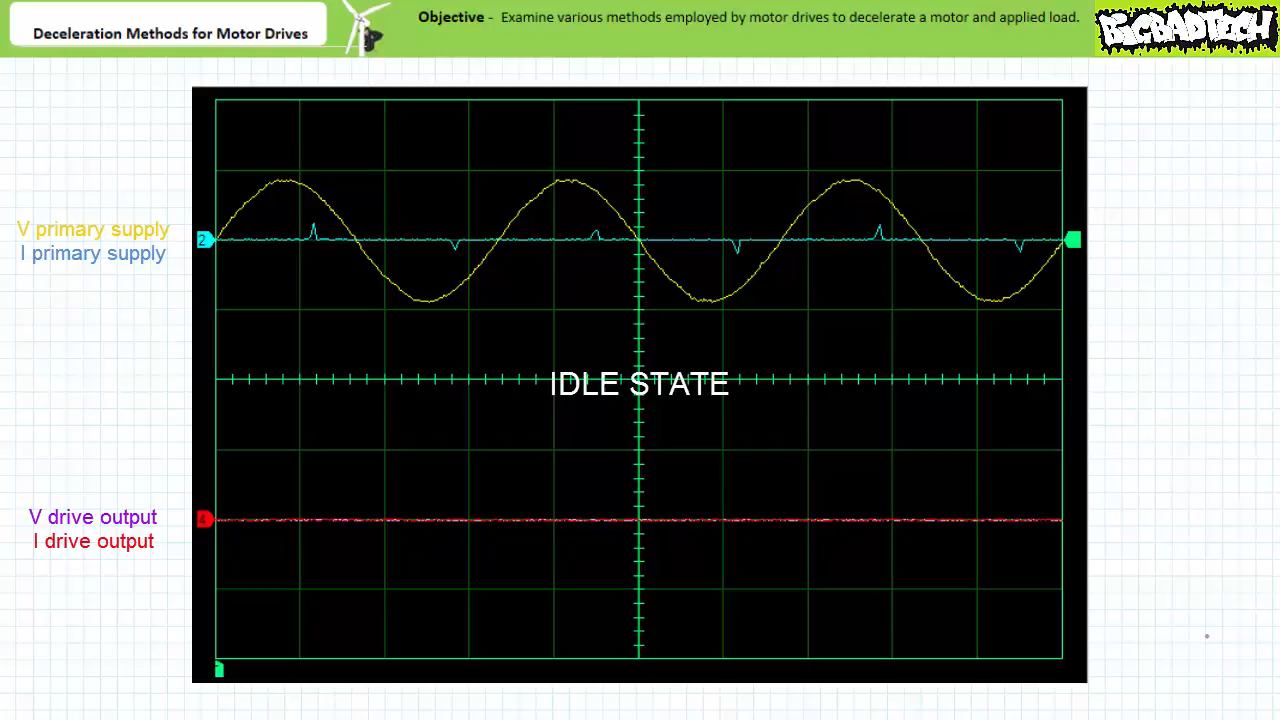 Deceleration Methods for Motor Drives
Objective - Examine various methods employed by motor drives to decelerate a motor and applied load.
BIGBADTECH
V primary supply
I primary supply
2
IDLE STATE
V drive output
I drive output
4